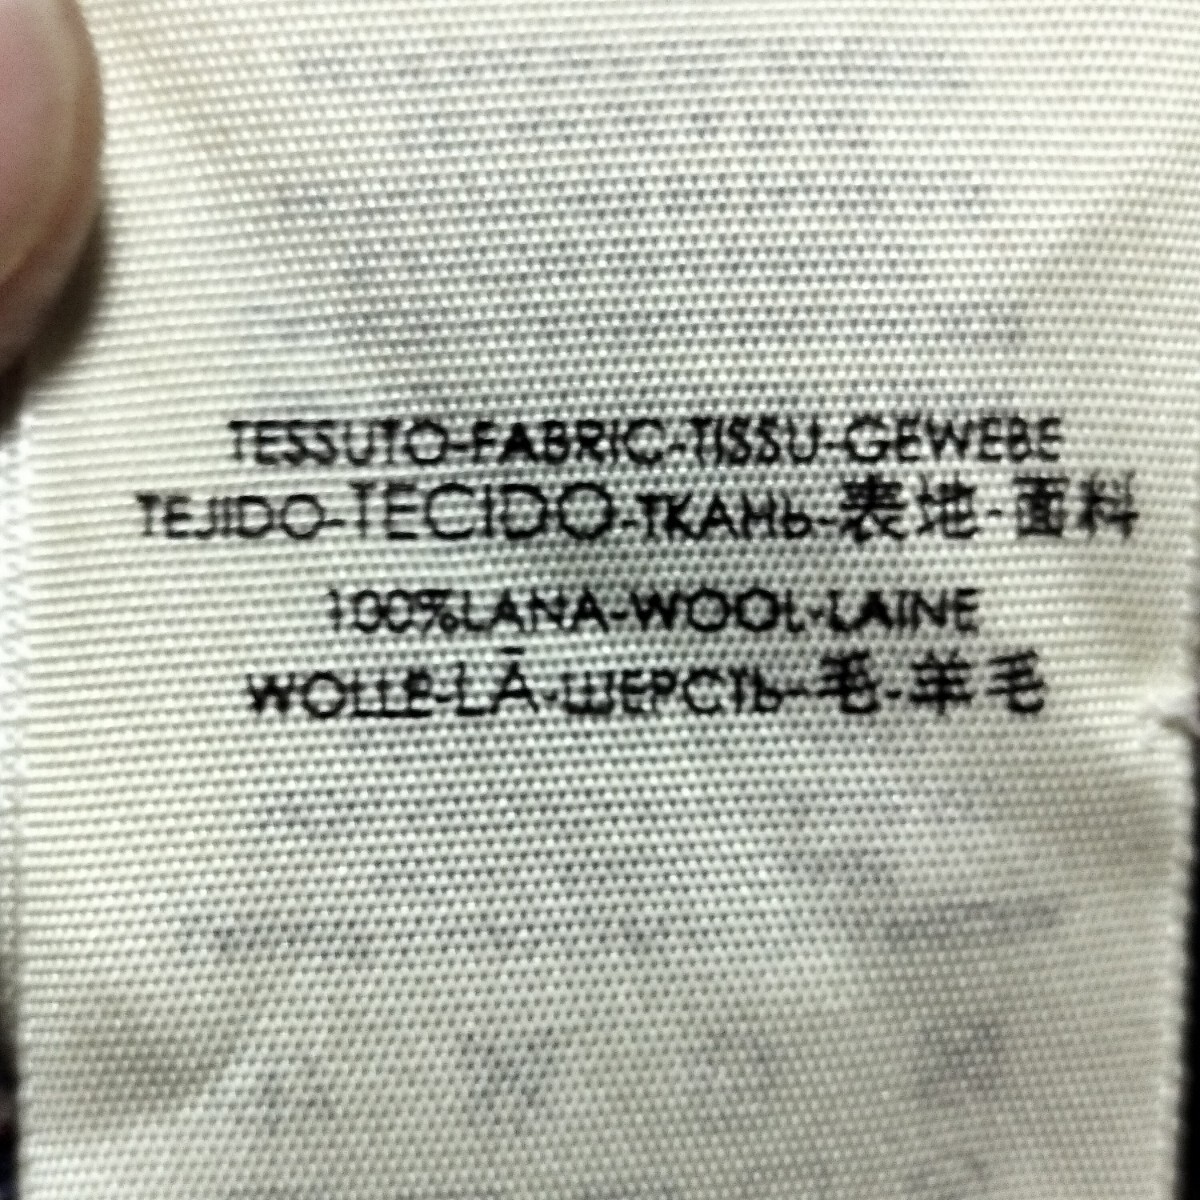 TESSUTO-FABRIC-TISSU-GEWEBE
TEJIDO-TECIDO-ТКАНЬ-表地-面料
100%LANA-WOOL-LAINE
WOLLE-LÃ-ШЕРСТЬ-毛-羊毛